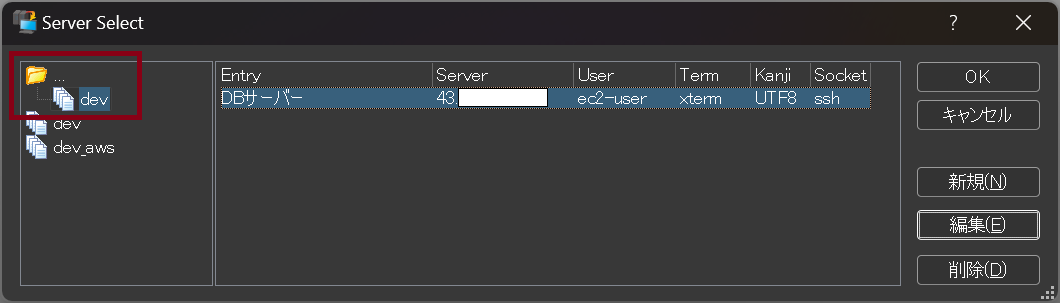 Server Select
?
...
dev
dev
dev_aws
Entry Server User Term Kanji Socket
DBサーバー 43. ec2-user xterm UTF8 ssh
OK
キャンセル
新規(N)
編集(E)
削除(D)